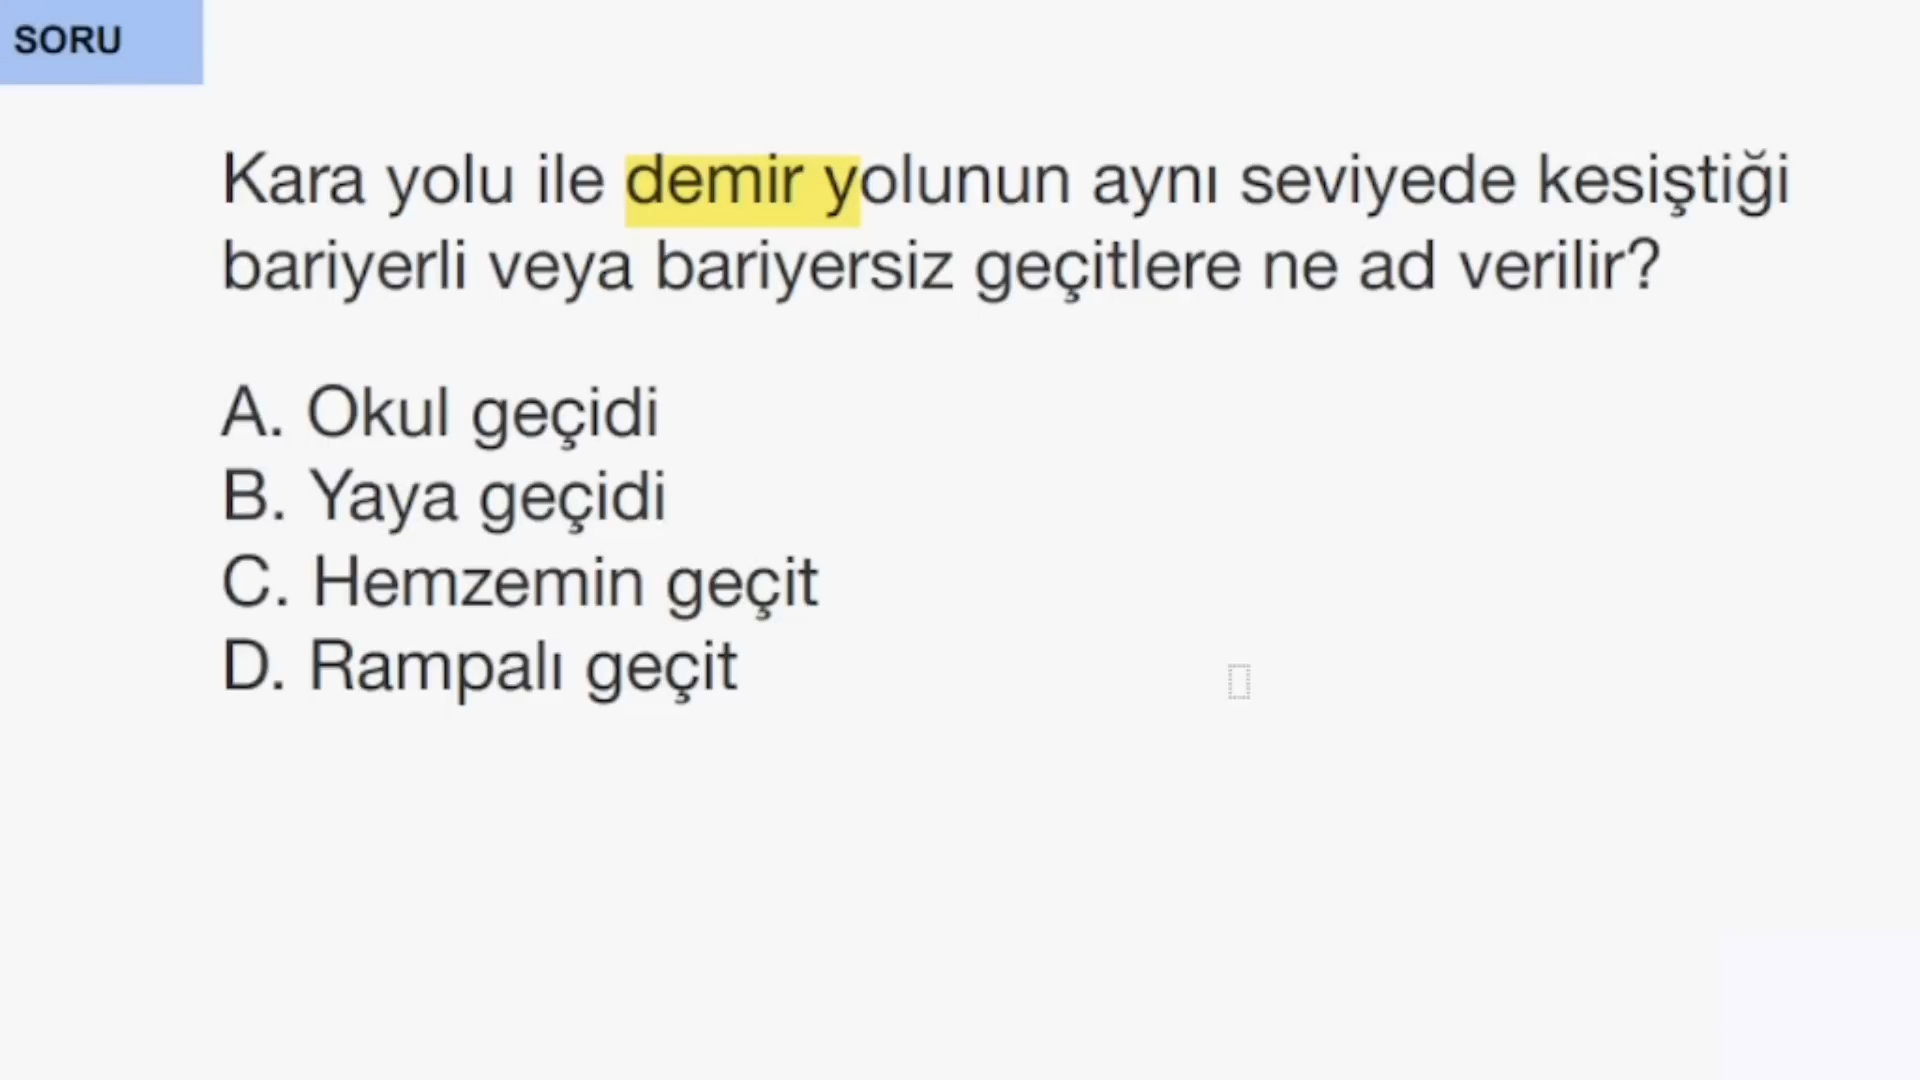 SORU
Kara yolu ile demir yolunun aynı seviyede kesiştiği
bariyerli veya bariyersiz geçitlere ne ad verilir?
A. Okul geçidi
B. Yaya geçidi
C. Hemzemin geçit
D. Rampalı geçit